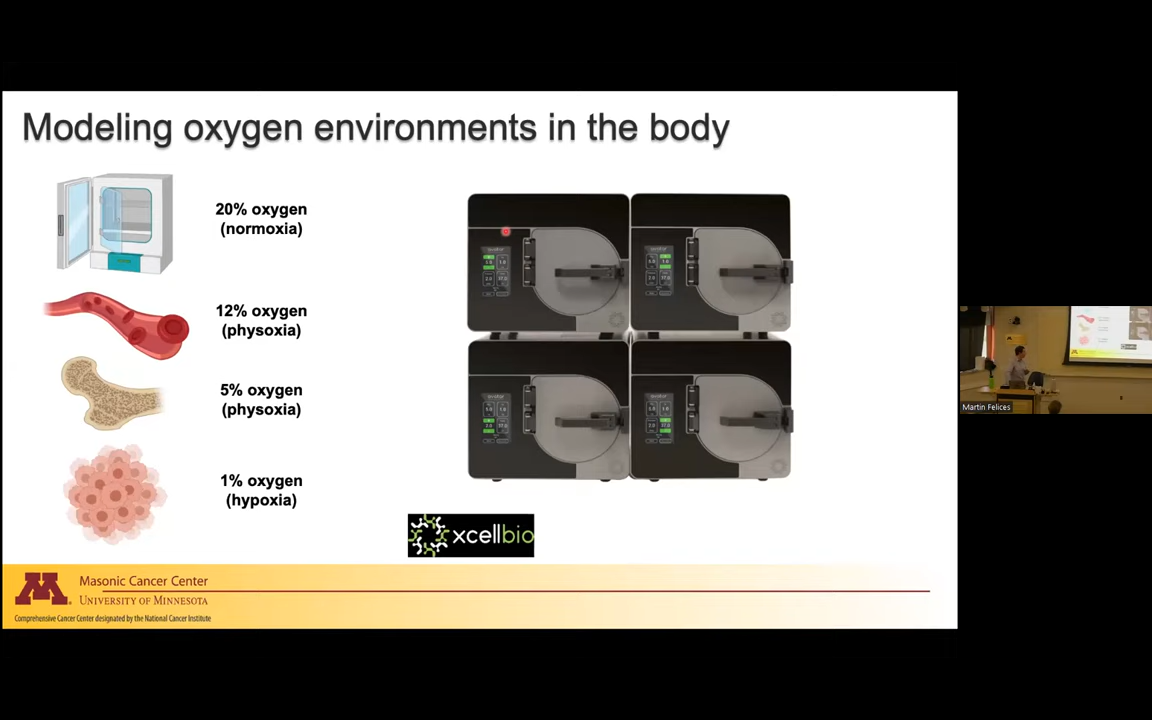 Modeling oxygen environments in the body
20% oxygen
(normoxia)
12% oxygen
(physoxia)
5% oxygen
(physoxia)
1% oxygen
(hypoxia)
xcellbio
M
Masonic Cancer Center
UNIVERSITY OF MINNESOTA
Comprehensive Cancer Center designated by the National Cancer Institute
Martin Felices